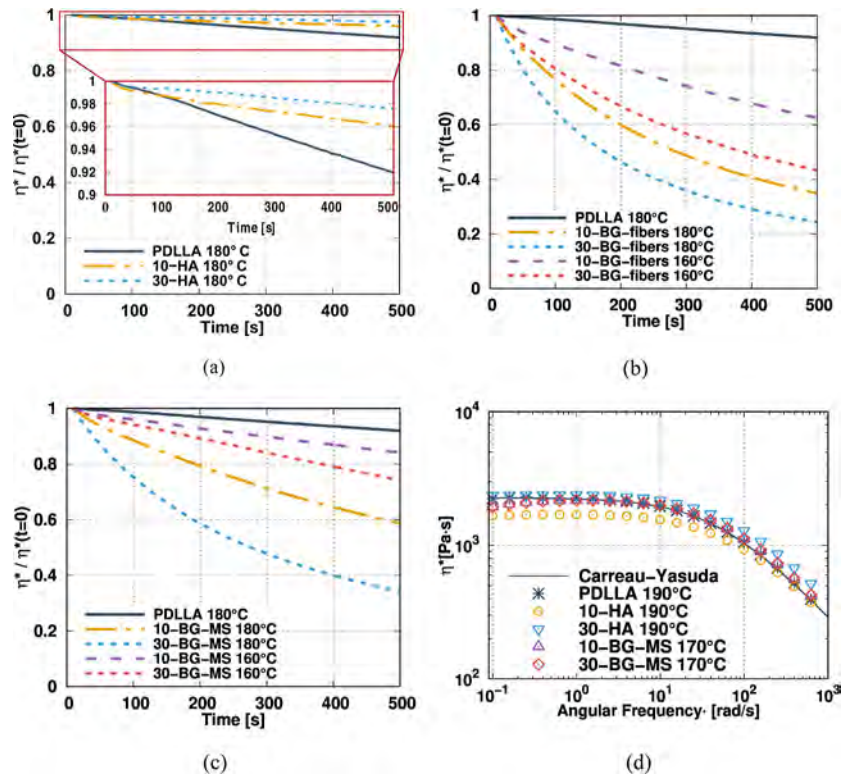 1
0.8
0.6
0.4
0.2
0
η* / η*(t=0)
1
0.98
0.96
0.94
0.92
0.9
0 100 200 300 400 500
Time [s]
PDLLA 180°C
10-HA 180°C
30-HA 180°C
0 100 200 300 400 500
Time [s]
(a)
1
0.8
0.6
0.4
0.2
0
η* / η*(t=0)
PDLLA 180°C
10-BG-fibers 180°C
30-BG-fibers 180°C
10-BG-fibers 160°C
30-BG-fibers 160°C
0 100 200 300 400 500
Time [s]
(b)
1
0.8
0.6
0.4
0.2
0
η* / η*(t=0)
PDLLA 180°C
10-BG-MS 180°C
30-BG-MS 180°C
10-BG-MS 160°C
30-BG-MS 160°C
0 100 200 300 400 500
Time [s]
(c)
10⁴
10³
10²
η*[Pa·s]
Carreau-Yasuda
PDLLA 190°C
10-HA 190°C
30-HA 190°C
10-BG-MS 170°C
30-BG-MS 170°C
10⁻¹ 10⁰ 10¹ 10² 10³
Angular Frequency· [rad/s]
(d)